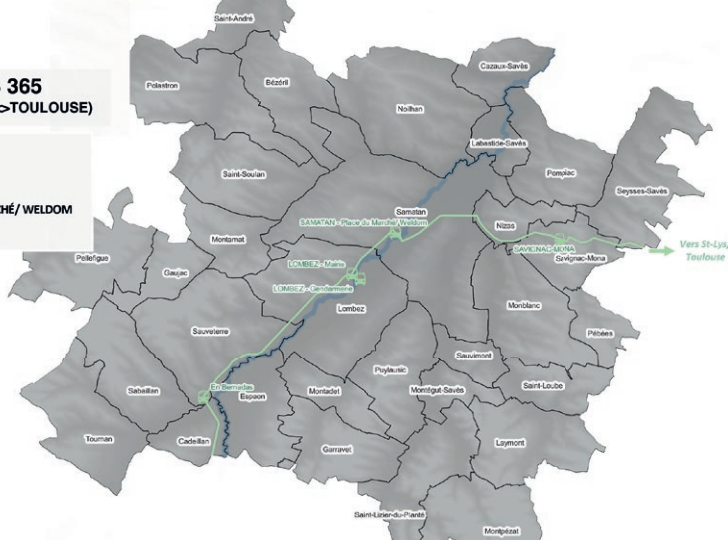 Saint-André
365
>TOULOUSE)
Polastron
Bézéril
Cazaux-Savès
Noilhan
Labastide-Savès
HÉ/ WELDOM
Saint-Soulan
Pompiac
Seysses-Savès
Samatan
SAMATAN - Place du Marché/ Weldom
Nizas
Montamat
SAVIGNAC-MONA
Savignac-Mona
Vers St-Lys,
Toulouse
Pellefigue
Gaujac
LOMBEZ - Mairie
LOMBEZ - Gendarmerie
Lombez
Monblanc
Sauveterre
Pébées
Sauvimont
Puylausic
En Bernadas
Espaon
Sabaillan
Montadet
Montégut-Savès
Saint-Loube
Tournan
Cadeillan
Garravet
Laymont
Saint-Lizier-du-Planté
Montpézat